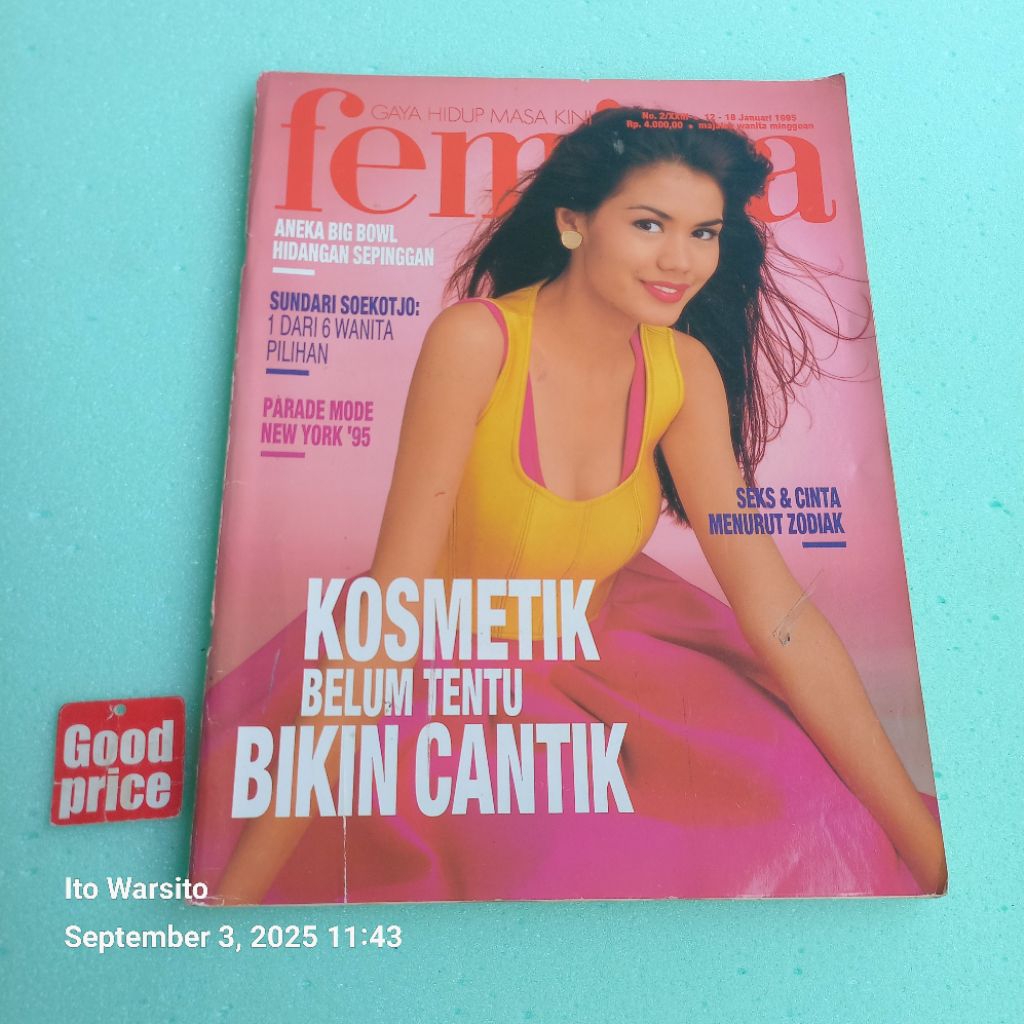 GAYA HIDUP MASA KINI
No. 2/XXIII • 12 - 18 Januari 1995
Rp. 4.000,00 • majalah wanita mingguan
femina
ANEKA BIG BOWL
HIDANGAN SEPINGGAN
SUNDARI SOEKOTJO:
1 DARI 6 WANITA
PILIHAN
PARADE MODE
NEW YORK '95
SEKS & CINTA
MENURUT ZODIAK
KOSMETIK
BELUM TENTU
BIKIN CANTIK
Good
price
Ito Warsito
September 3, 2025 11:43